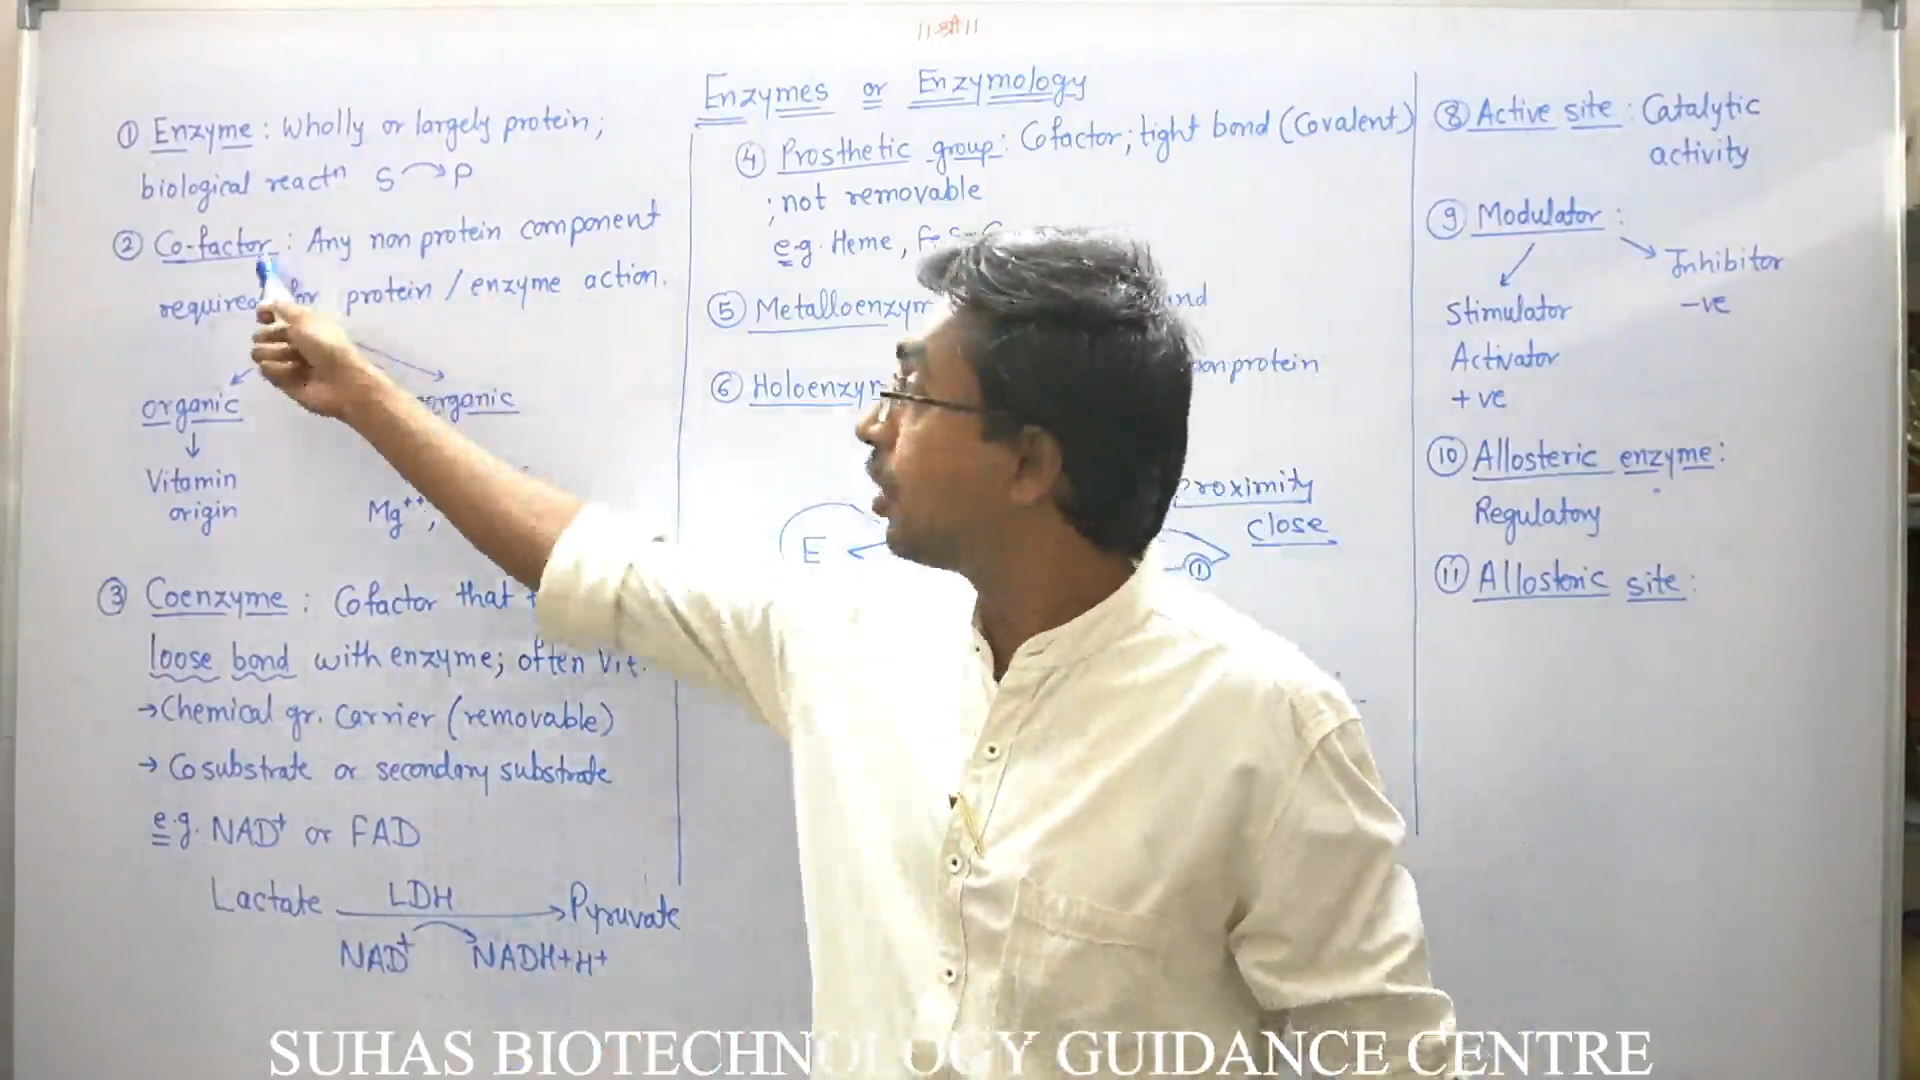 ||श्री||
Enzymes or Enzymology
① Enzyme: Wholly or largely protein;
biological reactⁿ S → P
② Co-factor: Any non protein component
protein / enzyme action.
organic
Vitamin
origin
Mg⁺⁺,
③ Coenzyme: Cofactor that
loose bond with enzyme; often Vit.
→ Chemical gr. Carrier (removable)
→ Cosubstrate or secondary substrate
e.g. NAD⁺ or FAD
Lactate LDH → Pyruvate
NAD⁺ NADH+H+
④ Prosthetic group: Cofactor; tight bond (Covalent)
; not removable
e.g. Heme,
⑤
⑥
nonprotein
Proximity
close
E
①
⑧ Active site: Catalytic
activity
⑨ Modulator:
Inhibitor
-ve
Stimulator
Activator
+ve
⑩ Allosteric enzyme:
Regulatory
⑪ Allosteric site:
SUHAS BIOTECHNOLOGY GUIDANCE CENTRE